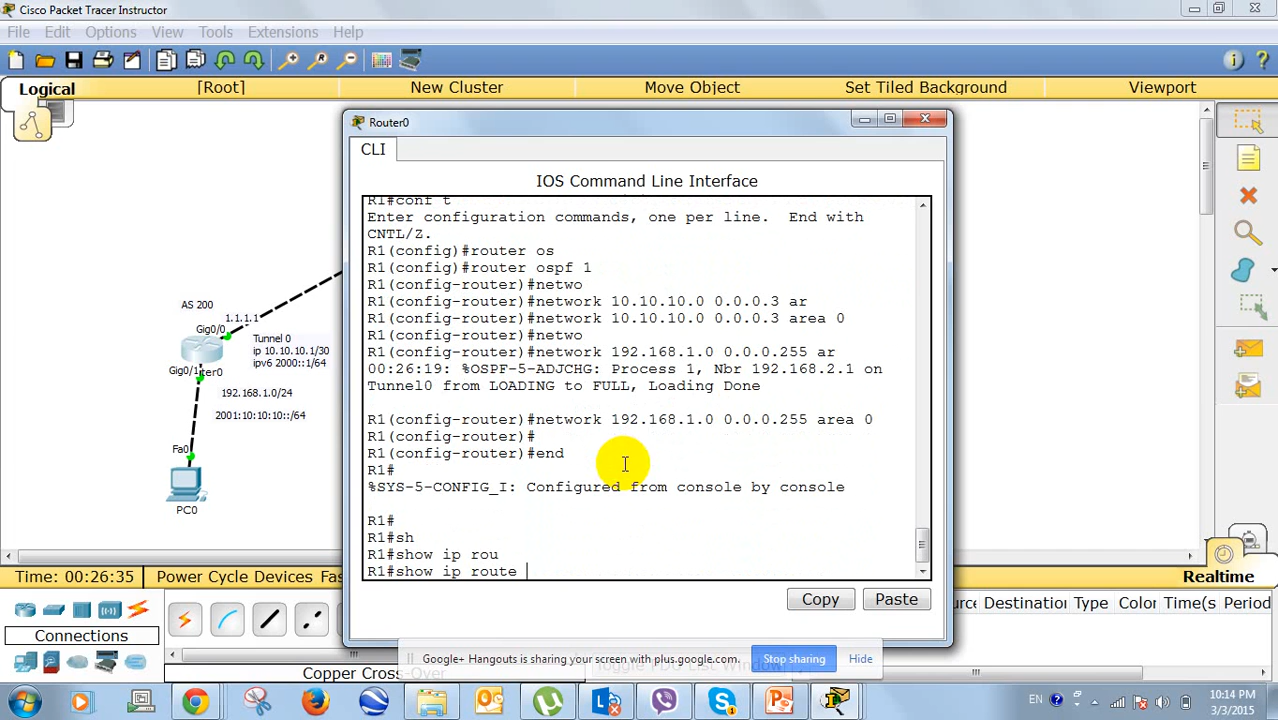 Cisco Packet Tracer Instructor
File Edit Options View Tools Extensions Help
Logical [Root] New Cluster Move Object Set Tiled Background Viewport
Router0
CLI
IOS Command Line Interface
R1#conf t
Enter configuration commands, one per line. End with
CNTL/Z.
R1(config)#router os
R1(config)#router ospf 1
R1(config-router)#netwo
R1(config-router)#network 10.10.10.0 0.0.0.3 ar
R1(config-router)#network 10.10.10.0 0.0.0.3 area 0
R1(config-router)#netwo
R1(config-router)#network 192.168.1.0 0.0.0.255 ar
00:26:19: %OSPF-5-ADJCHG: Process 1, Nbr 192.168.2.1 on
Tunnel0 from LOADING to FULL, Loading Done
R1(config-router)#network 192.168.1.0 0.0.0.255 area 0
R1(config-router)#
R1(config-router)#end
R1#
%SYS-5-CONFIG_I: Configured from console by console
R1#
R1#sh
R1#show ip rou
R1#show ip route
Copy Paste
AS 200
1.1.1.1
Gig0/0
Tunnel 0
ip 10.10.10.1/30
ipv6 2000::1/64
Gig0/1
ter0
192.168.1.0/24
2001:10:10:10::/64
Fa0
PC0
Time: 00:26:35 Power Cycle Devices Fas
Realtime
Connections
Copper Cross-Over
Destination Type Color Time(s) Period
Google+ Hangouts is sharing your screen with plus.google.com. Stop sharing Hide
EN
10:14 PM
3/3/2015